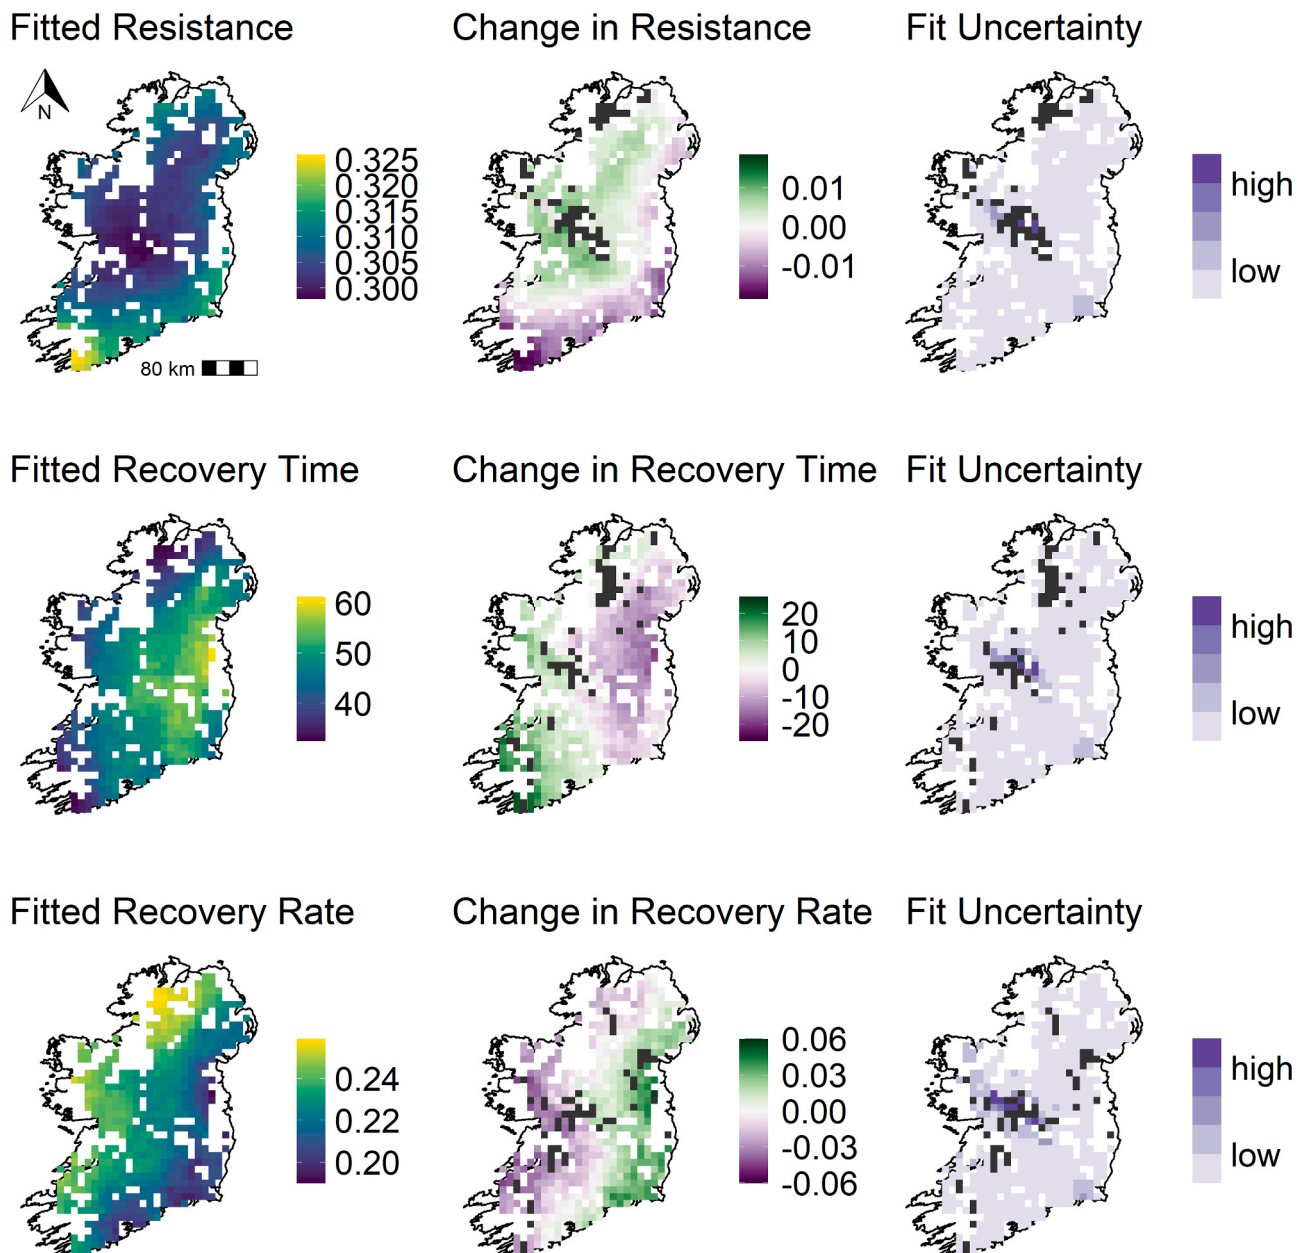 Fitted Resistance
Change in Resistance
Fit Uncertainty
N
0.325
0.320
0.315
0.310
0.305
0.300
80 km
0.01
0.00
-0.01
high
low
Fitted Recovery Time
Change in Recovery Time
Fit Uncertainty
60
50
40
20
10
0
-10
-20
high
low
Fitted Recovery Rate
Change in Recovery Rate
Fit Uncertainty
0.24
0.22
0.20
0.06
0.03
0.00
-0.03
-0.06
high
low